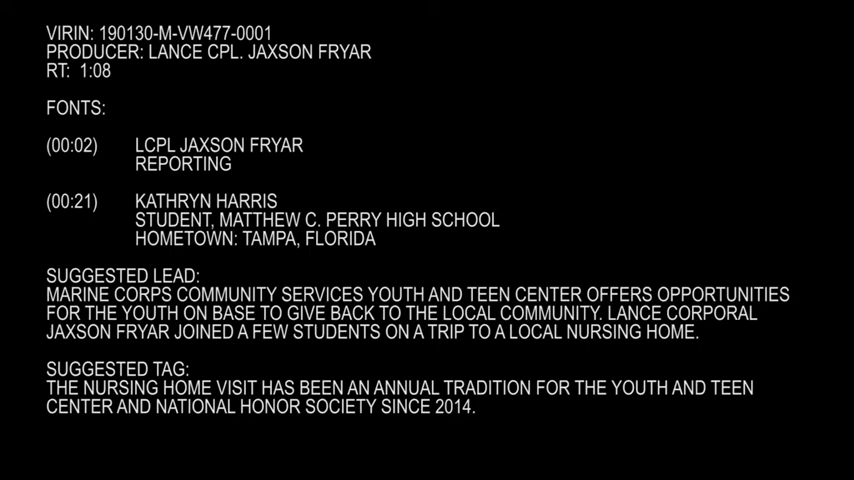 VIRIN: 190130-M-VW477-0001
PRODUCER: LANCE CPL. JAXSON FRYAR
RT: 1:08
FONTS:
(00:02) LCPL JAXSON FRYAR
REPORTING
(00:21) KATHRYN HARRIS
STUDENT, MATTHEW C. PERRY HIGH SCHOOL
HOMETOWN: TAMPA, FLORIDA
SUGGESTED LEAD:
MARINE CORPS COMMUNITY SERVICES YOUTH AND TEEN CENTER OFFERS OPPORTUNITIES
FOR THE YOUTH ON BASE TO GIVE BACK TO THE LOCAL COMMUNITY. LANCE CORPORAL
JAXSON FRYAR JOINED A FEW STUDENTS ON A TRIP TO A LOCAL NURSING HOME.
SUGGESTED TAG:
THE NURSING HOME VISIT HAS BEEN AN ANNUAL TRADITION FOR THE YOUTH AND TEEN
CENTER AND NATIONAL HONOR SOCIETY SINCE 2014.